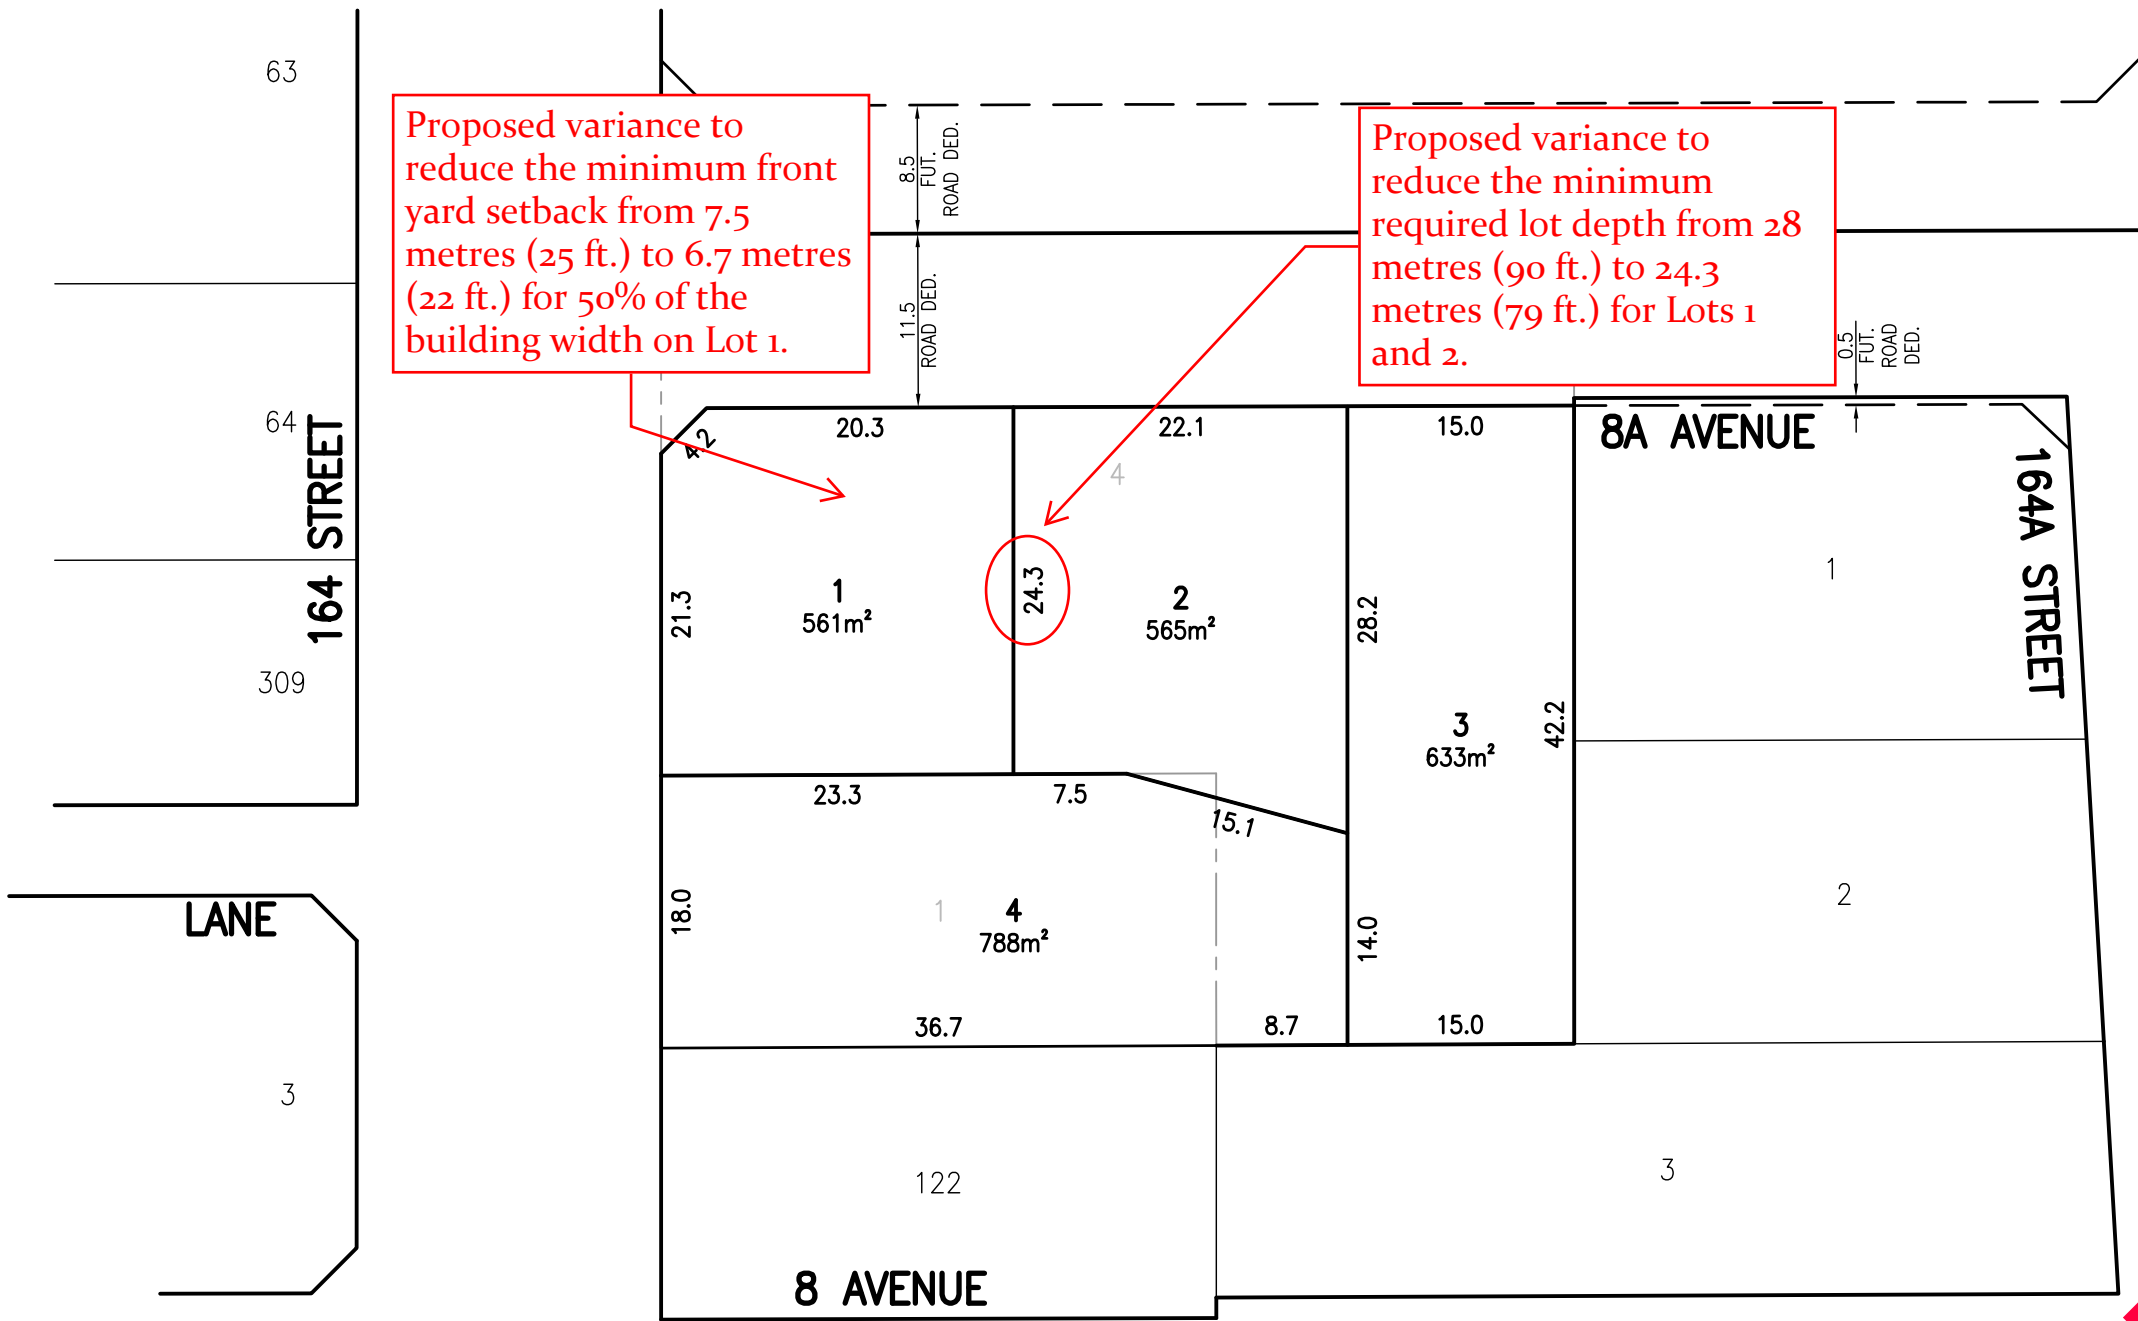 63
Proposed variance to
reduce the minimum front
yard setback from 7.5
metres (25 ft.) to 6.7 metres
(22 ft.) for 50% of the
building width on Lot 1.
8.5
FUT.
ROAD DED.
Proposed variance to
reduce the minimum
required lot depth from 28
metres (90 ft.) to 24.3
metres (79 ft.) for Lots 1
and 2.
11.5
ROAD DED.
0.5
FUT.
ROAD
DED.
64
164 STREET
309
4.2
20.3
22.1
15.0
8A AVENUE
4
164A STREET
1
21.3
1
561m²
24.3
2
565m²
28.2
3
633m²
42.2
23.3
7.5
15.1
LANE
18.0
1
4
788m²
14.0
2
36.7
8.7
15.0
3
122
3
8 AVENUE